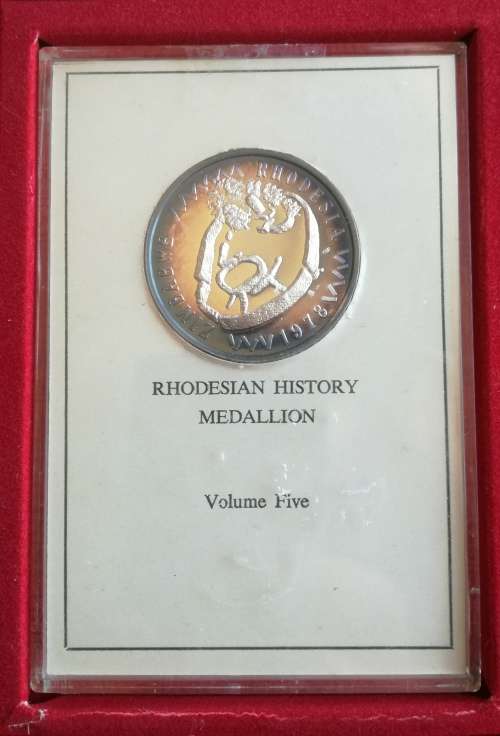 ZIMBABWE RHODESIA 1978
RHODESIAN HISTORY
MEDALLION
Volume Five